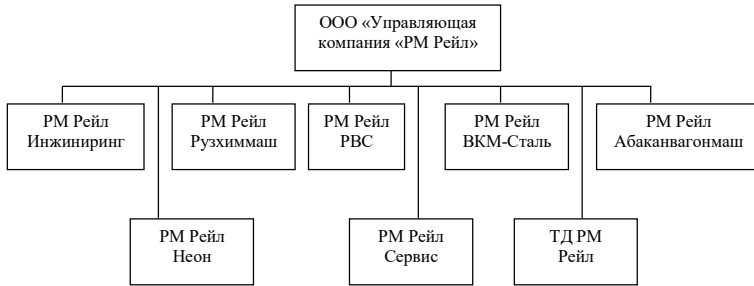 ООО «Управляющая
компания «РМ Рейл»
РМ Рейл
Инжиниринг
РМ Рейл
Рузхиммаш
РМ Рейл
РВС
РМ Рейл
ВКМ-Сталь
РМ Рейл
Абаканвагонмаш
РМ Рейл
Неон
РМ Рейл
Сервис
ТД РМ
Рейл